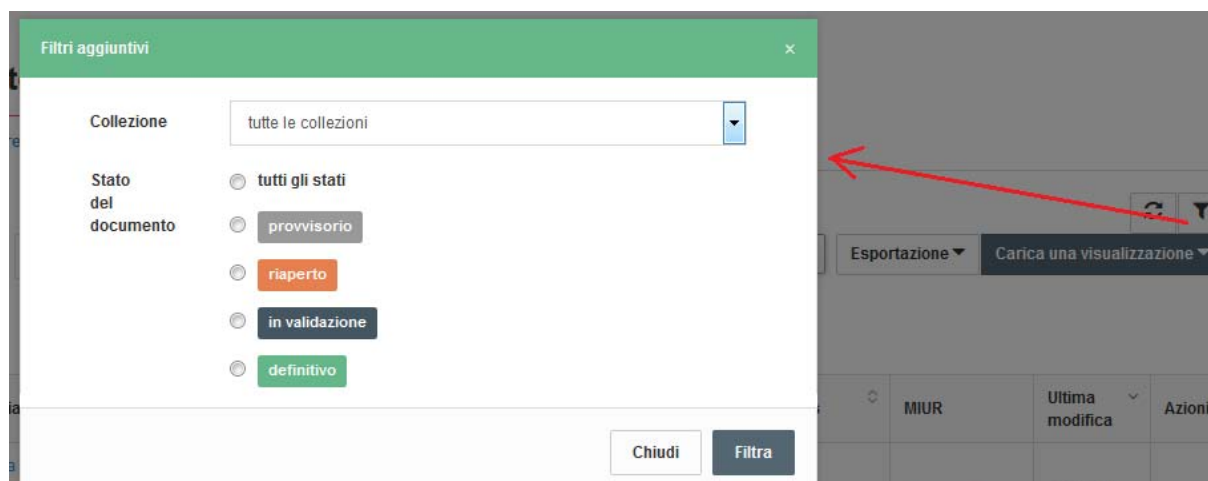 Filtri aggiuntivi ×
Collezione
tutte le collezioni
Stato
del
documento
tutti gli stati
provvisorio
riaperto
in validazione
definitivo
Chiudi
Filtra
Esportazione
Carica una visualizzazione
MIUR
Ultima
modifica
Azioni